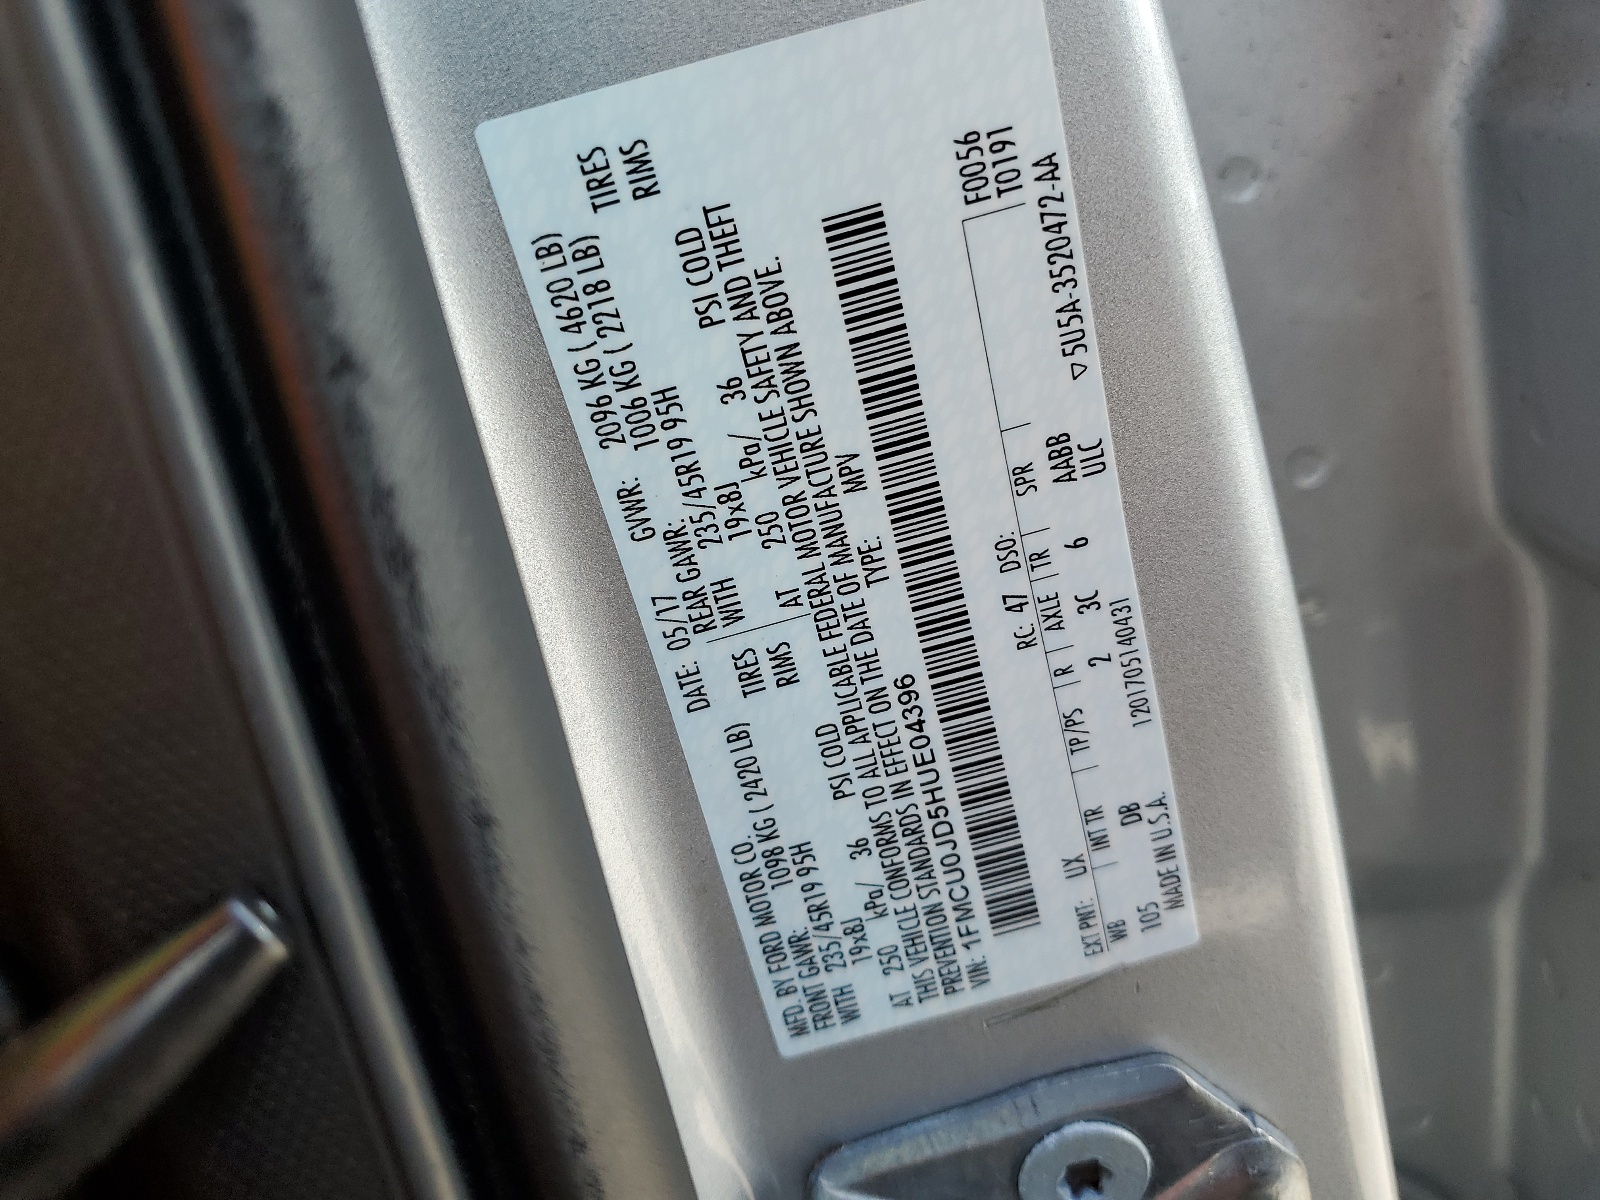 MFD. BY FORD MOTOR CO. DATE: 05/17 GVWR: 2096 KG ( 4620 LB)
FRONT GAWR: 1098 KG ( 2420 LB) REAR GAWR: 1006 KG ( 2218 LB)
WITH 235/45R19 95H TIRES WITH 235/45R19 95H TIRES
19x8J RIMS 19x8J RIMS
AT 250 kPa/ 36 PSI COLD AT 250 kPa/ 36 PSI COLD
THIS VEHICLE CONFORMS TO ALL APPLICABLE FEDERAL MOTOR VEHICLE SAFETY AND THEFT
PREVENTION STANDARDS IN EFFECT ON THE DATE OF MANUFACTURE SHOWN ABOVE.
VIN: 1FMCU0JD5HUE04396 TYPE: MPV
F0056
T0191
EXT PNT: UX RC: 47 DSO:
WB INT TR TP/PS R AXLE TR SPR
105 DB 2 3C 6 AABB
ULC
MADE IN U.S.A. 120170514043​1 ▽5U5A-3520472-AA